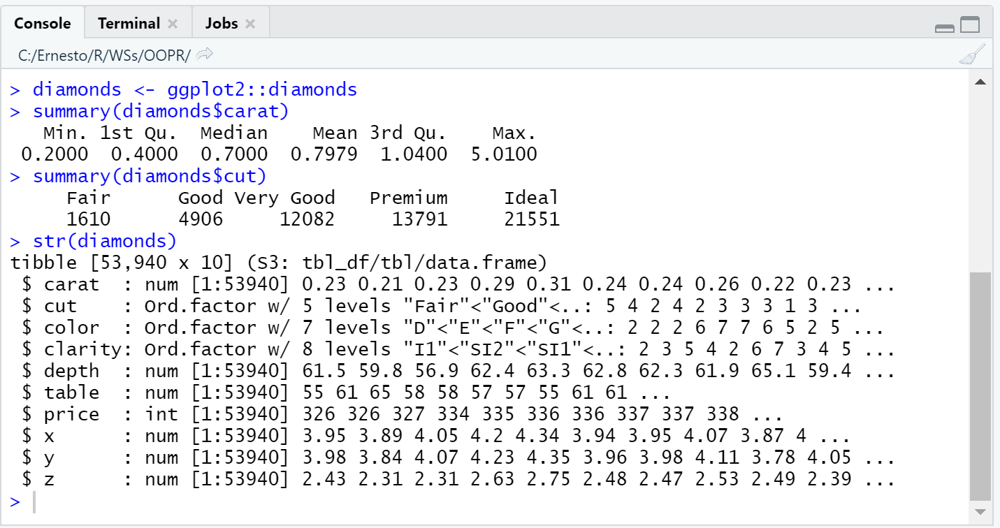 Console Terminal Jobs
C:/Ernesto/R/WSs/OOPR/
> diamonds <- ggplot2::diamonds
> summary(diamonds$carat)
   Min. 1st Qu.  Median    Mean 3rd Qu.    Max.
 0.2000  0.4000  0.7000  0.7979  1.0400  5.0100
> summary(diamonds$cut)
     Fair      Good Very Good   Premium     Ideal
     1610      4906     12082     13791     21551
> str(diamonds)
tibble [53,940 x 10] (S3: tbl_df/tbl/data.frame)
 $ carat  : num [1:53940] 0.23 0.21 0.23 0.29 0.31 0.24 0.24 0.26 0.22 0.23 ...
 $ cut    : Ord.factor w/ 5 levels "Fair"<"Good"<..: 5 4 2 4 2 3 3 3 1 3 ...
 $ color  : Ord.factor w/ 7 levels "D"<"E"<"F"<"G"<..: 2 2 2 6 7 7 6 5 2 5 ...
 $ clarity: Ord.factor w/ 8 levels "I1"<"SI2"<"SI1"<..: 2 3 5 4 2 6 7 3 4 5 ...
 $ depth  : num [1:53940] 61.5 59.8 56.9 62.4 63.3 62.8 62.3 61.9 65.1 59.4 ...
 $ table  : num [1:53940] 55 61 65 58 58 57 57 55 61 61 ...
 $ price  : int [1:53940] 326 326 327 334 335 336 336 337 337 338 ...
 $ x      : num [1:53940] 3.95 3.89 4.05 4.2 4.34 3.94 3.95 4.07 3.87 4 ...
 $ y      : num [1:53940] 3.98 3.84 4.07 4.23 4.35 3.96 3.98 4.11 3.78 4.05 ...
 $ z      : num [1:53940] 2.43 2.31 2.31 2.63 2.75 2.48 2.47 2.53 2.49 2.39 ...
>